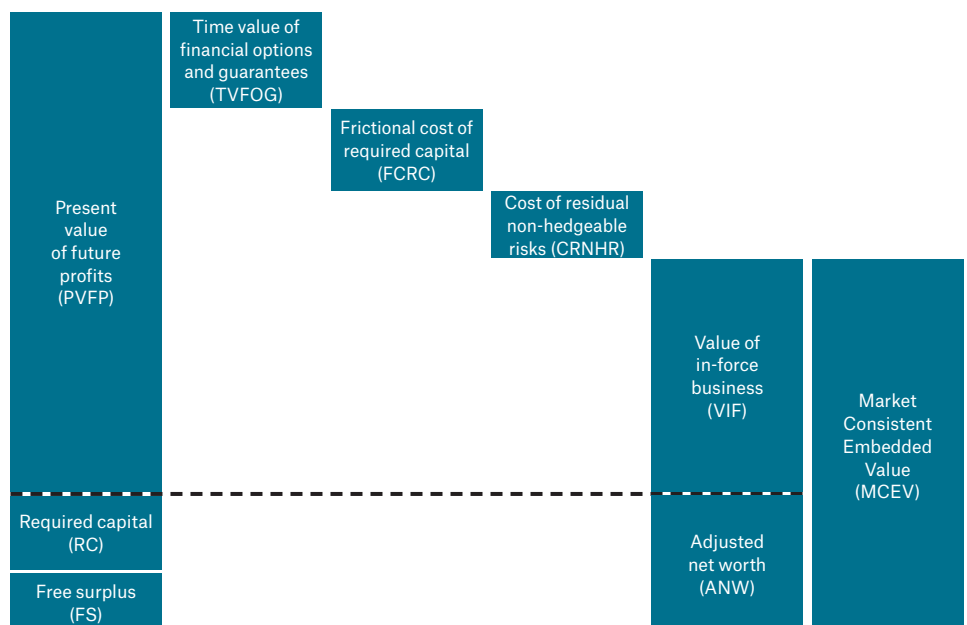 Time value of
financial options
and guarantees
(TVFOG)
Frictional cost of
required capital
(FCRC)
Cost of residual
non-hedgeable
risks (CRNHR)
Present
value
of future
profits
(PVFP)
Value of
in-force
business
(VIF)
Market
Consistent
Embedded
Value
(MCEV)
Required capital
(RC)
Adjusted
net worth
(ANW)
Free surplus
(FS)